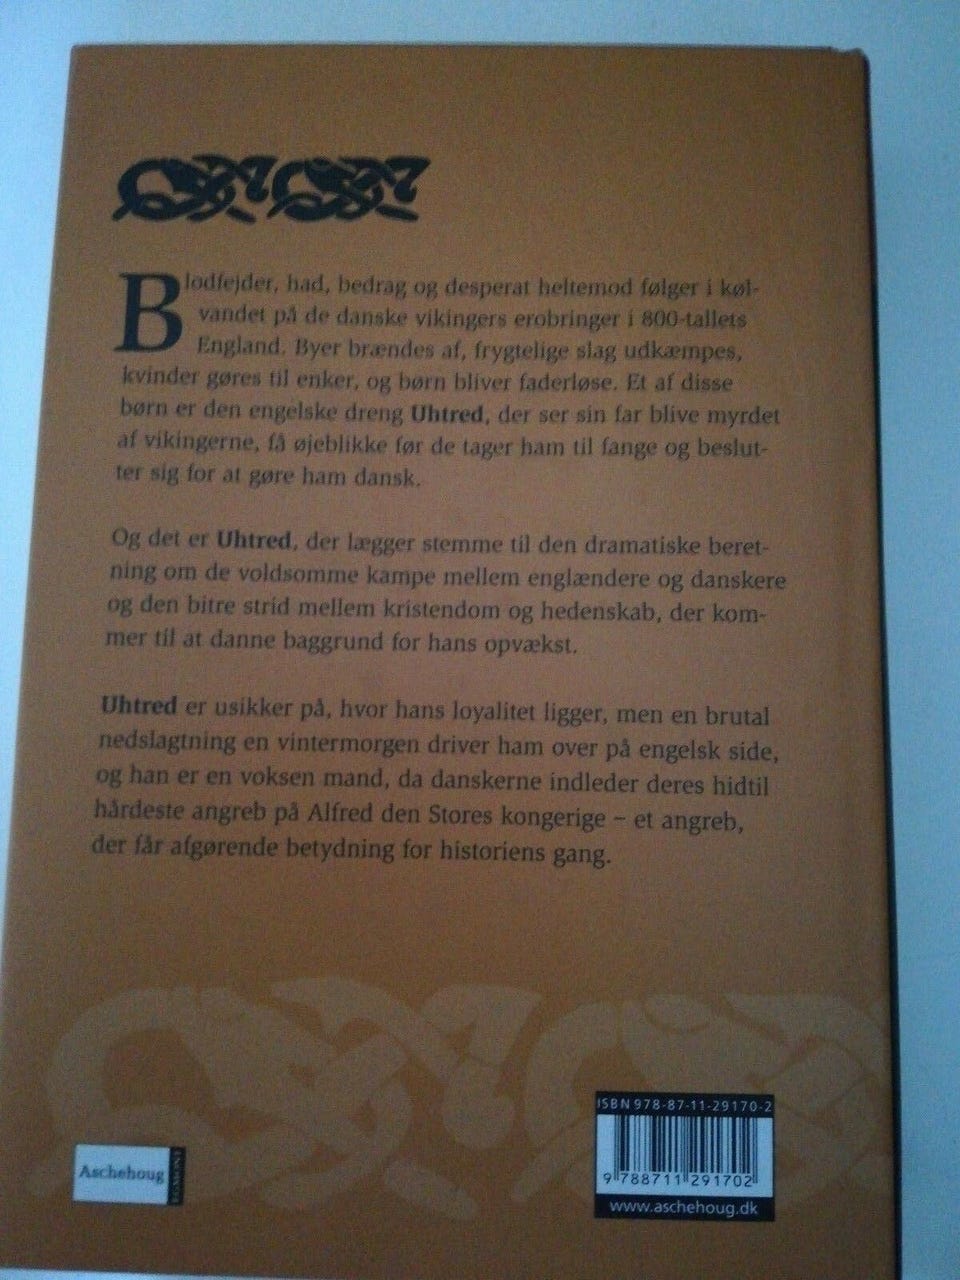 Blodfejder, had, bedrag og desperat heltemod følger i køl-
vandet på de danske vikingers erobringer i 800-tallets
England. Byer brændes af, frygtelige slag udkæmpes,
kvinder gøres til enker, og børn bliver faderløse. Et af disse
børn er den engelske dreng Uhtred, der ser sin far blive myrdet
af vikingerne, få øjeblikke før de tager ham til fange og beslut-
ter sig for at gøre ham dansk.
Og det er Uhtred, der lægger stemme til den dramatiske beret-
ning om de voldsomme kampe mellem englændere og danskere
og den bitre strid mellem kristendom og hedenskab, der kom-
mer til at danne baggrund for hans opvækst.
Uhtred er usikker på, hvor hans loyalitet ligger, men en brutal
nedslagtning en vintermorgen driver ham over på engelsk side,
og han er en voksen mand, da danskerne indleder deres hidtil
hårdeste angreb på Alfred den Stores kongerige – et angreb,
der får afgørende betydning for historiens gang.
ISBN 978-87-11-29170-2
9 788711 291702
www.aschehoug.dk
Aschehoug